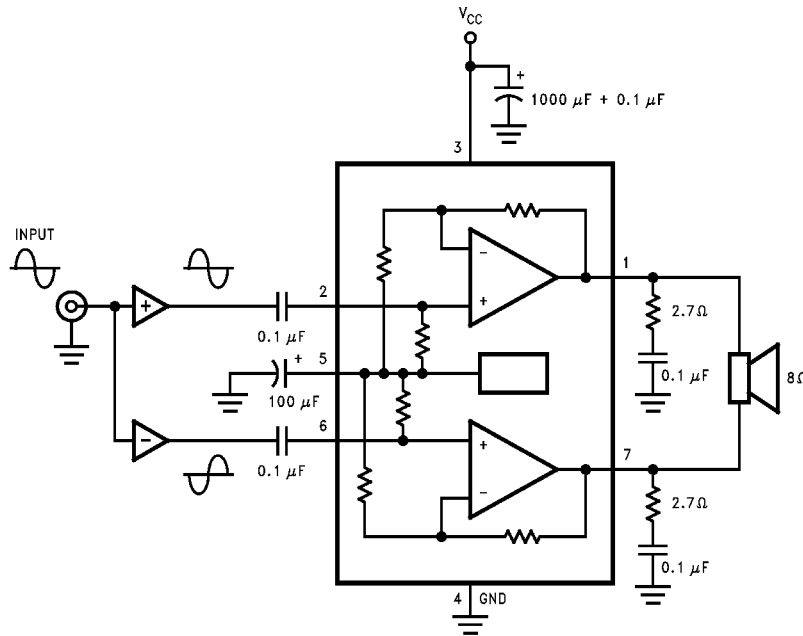 VCC
+
1000 µF + 0.1 µF
3
INPUT
−
1
+
2
+
2.7Ω
0.1 µF
0.1 µF
+
5
8Ω
100 µF
6
+
−
7
−
0.1 µF
2.7Ω
0.1 µF
4 GND